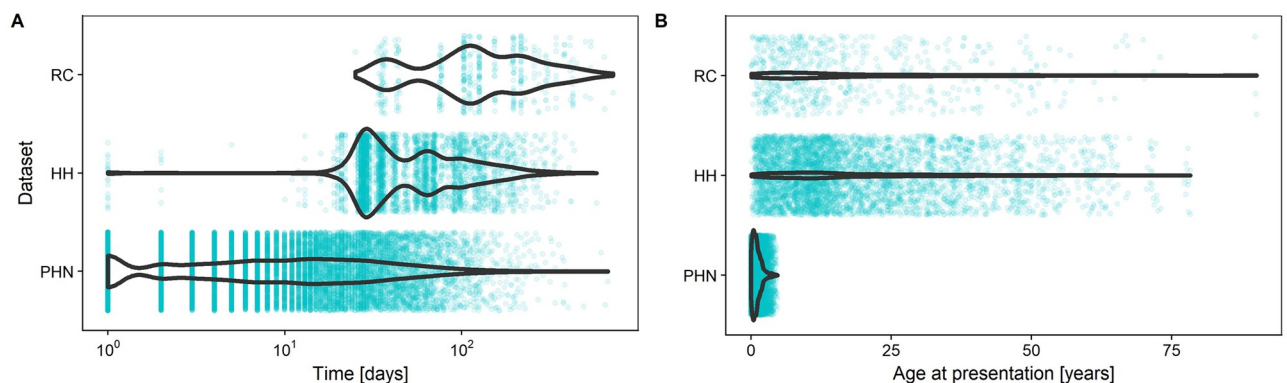 A
B
Dataset
RC
HH
PHN
10⁰
10¹
10²
Time [days]
RC
HH
PHN
0
25
50
75
Age at presentation [years]